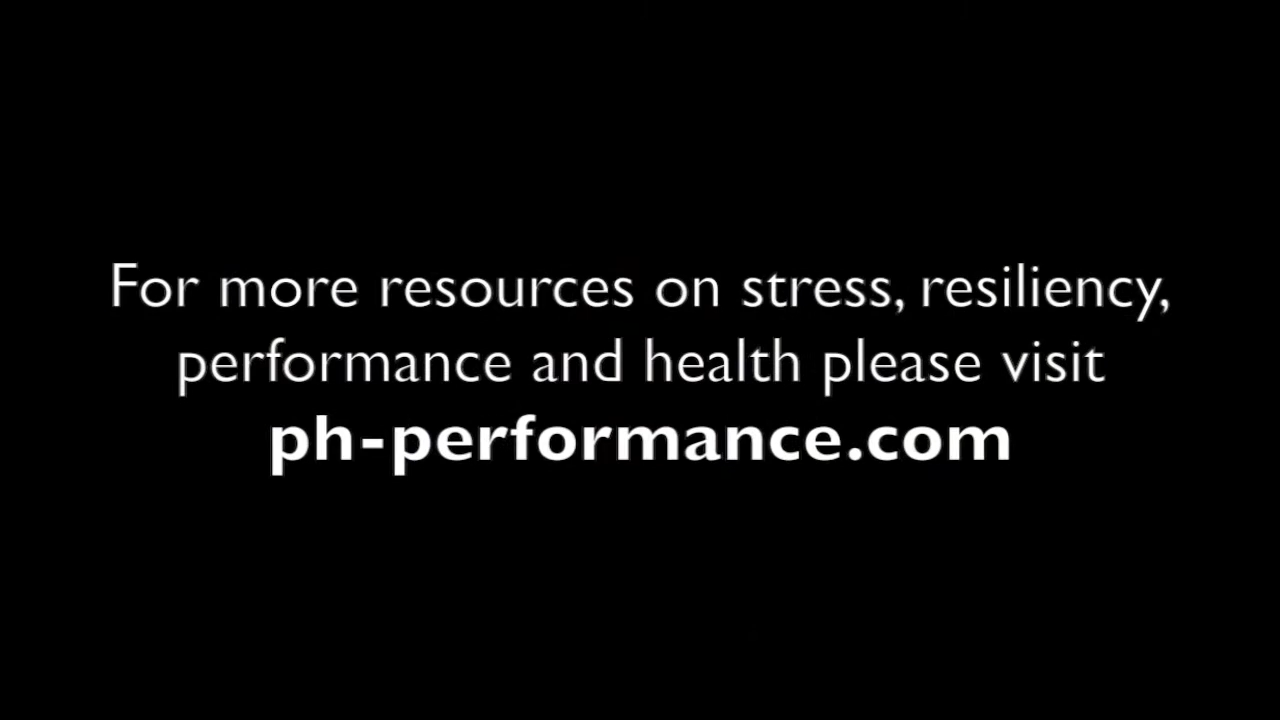 For more resources on stress, resiliency,
performance and health please visit
ph-performance.com